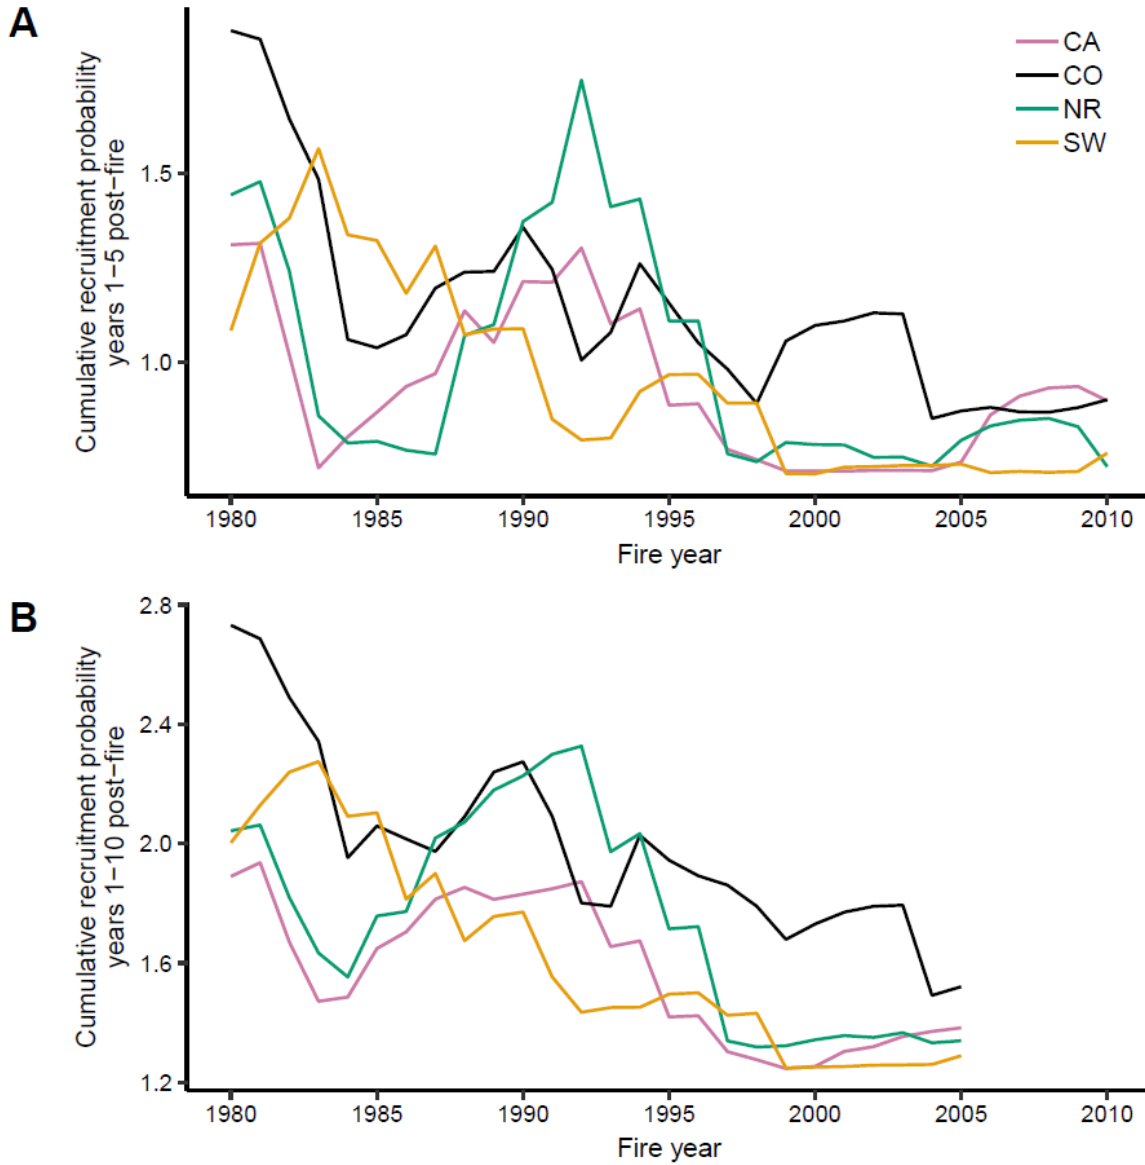 A
Cumulative recruitment probability
years 1−5 post−fire
1.5
1.0
CA
CO
NR
SW
1980 1985 1990 1995 2000 2005 2010
Fire year
B
Cumulative recruitment probability
years 1−10 post−fire
2.8
2.4
2.0
1.6
1.2
1980 1985 1990 1995 2000 2005 2010
Fire year